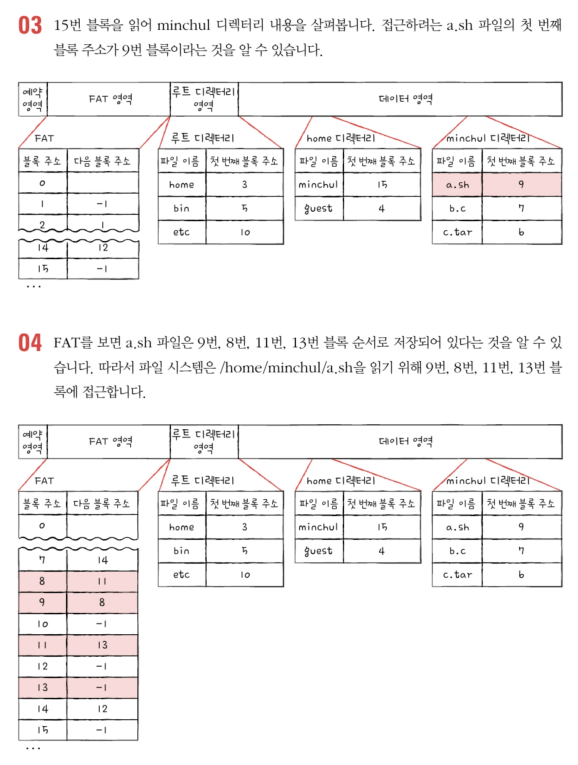 03 15번 블록을 읽어 minchul 디렉터리 내용을 살펴봅니다. 접근하려는 a.sh 파일의 첫 번째
블록 주소가 9번 블록이라는 것을 알 수 있습니다.
예약 영역 FAT 영역 루트 디렉터리 영역 데이터 영역
FAT 루트 디렉터리 home 디렉터리 minchul 디렉터리
블록 주소 다음 블록 주소 파일 이름 첫 번째 블록 주소 파일 이름 첫 번째 블록 주소 파일 이름 첫 번째 블록 주소
0 home 3 minchul 15 a.sh 9
1 -1 bin 5 guest 4 b.c 7
2 1 etc 10 c.tar 6
14 12
15 -1
...
04 FAT를 보면 a.sh 파일은 9번, 8번, 11번, 13번 블록 순서로 저장되어 있다는 것을 알 수 있
습니다. 따라서 파일 시스템은 /home/minchul/a.sh을 읽기 위해 9번, 8번, 11번, 13번 블
록에 접근합니다.
예약 영역 FAT 영역 루트 디렉터리 영역 데이터 영역
FAT 루트 디렉터리 home 디렉터리 minchul 디렉터리
블록 주소 다음 블록 주소 파일 이름 첫 번째 블록 주소 파일 이름 첫 번째 블록 주소 파일 이름 첫 번째 블록 주소
0 home 3 minchul 15 a.sh 9
bin 5 guest 4 b.c 7
7 14 etc 10 c.tar 6
8 11
9 8
10 -1
11 13
12 -1
13 -1
14 12
15 -1
...